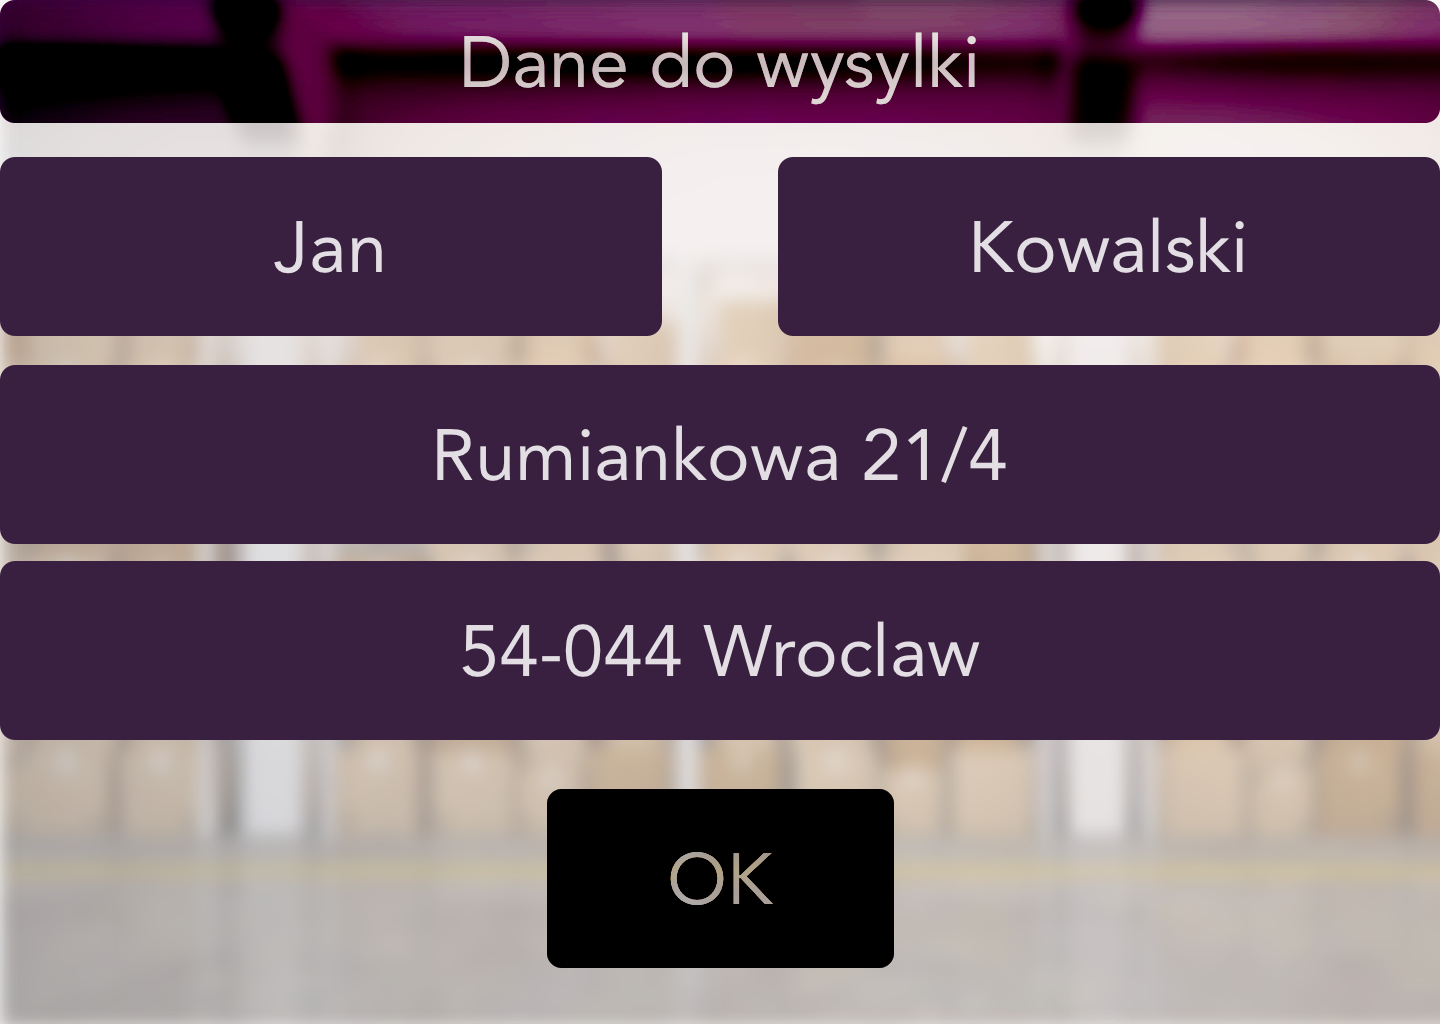 Dane do wysylki
Jan Kowalski
Rumiankowa 21/4
54-044 Wroclaw
OK